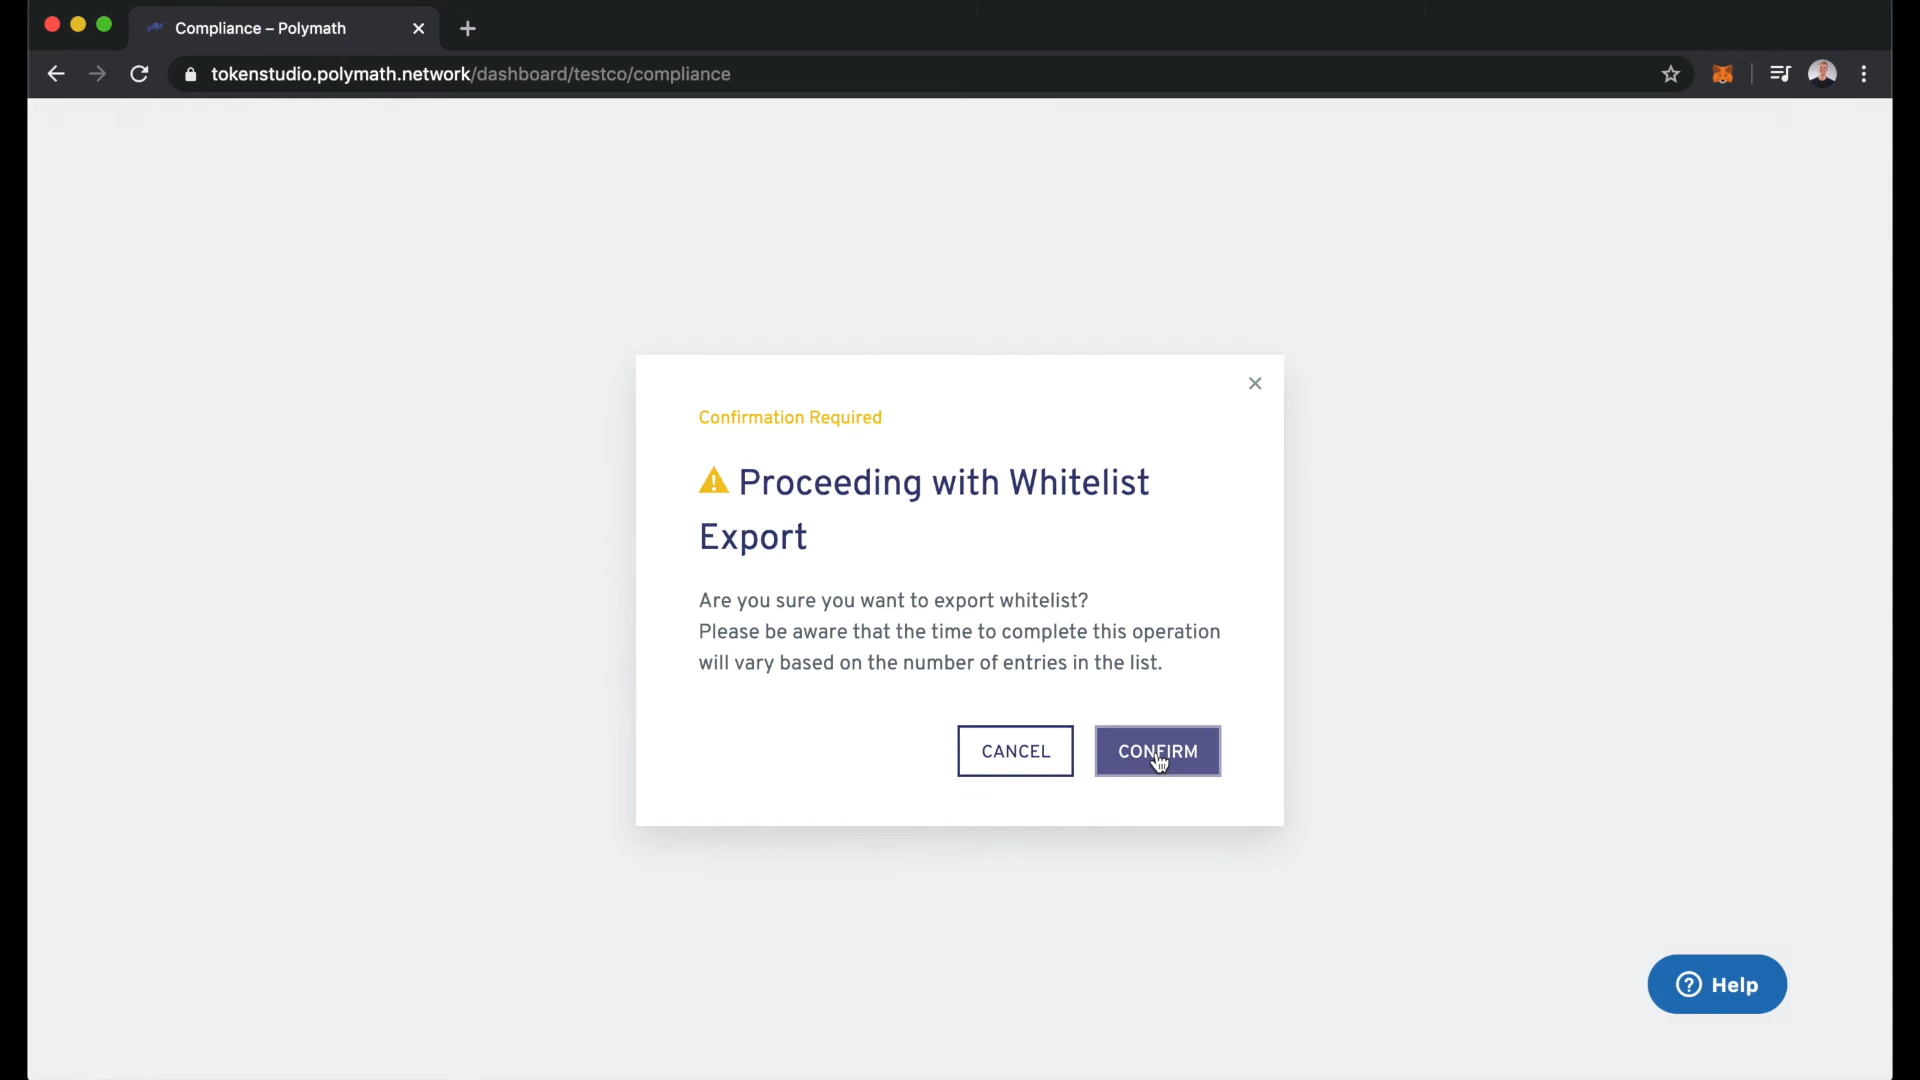 Compliance – Polymath
tokenstudio.polymath.network/dashboard/testco/compliance
Confirmation Required
Proceeding with Whitelist
Export
Are you sure you want to export whitelist?
Please be aware that the time to complete this operation
will vary based on the number of entries in the list.
CANCEL
CONFIRM
Help